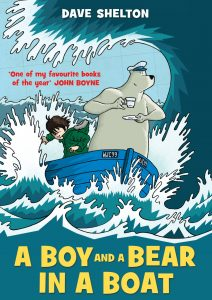 DAVE SHELTON
'One of my favourite books
of the year' JOHN BOYNE
A BOY AND A BEAR
IN A BOAT